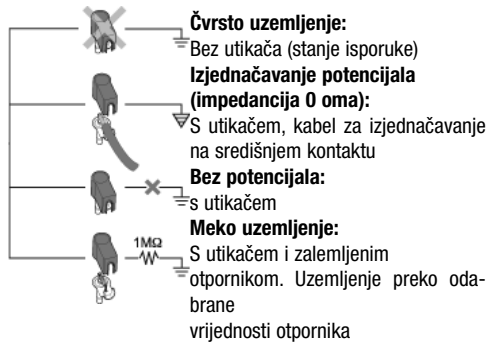 Čvrsto uzemljenje:
Bez utikača (stanje isporuke)
Izjednačavanje potencijala
(impedancija 0 oma):
S utikačem, kabel za izjednačavanje
na središnjem kontaktu
Bez potencijala:
s utikačem
Meko uzemljenje:
1MΩ
S utikačem i zalemljenim
otpornikom. Uzemljenje preko oda-
brane
vrijednosti otpornika